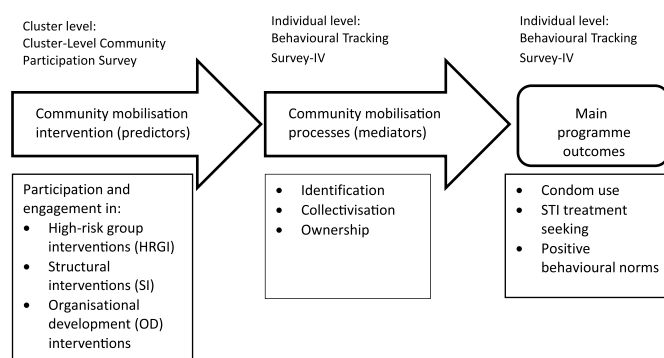 Cluster level:
Cluster-Level Community
Participation Survey
Individual level:
Behavioural Tracking
Survey-IV
Individual level:
Behavioural Tracking
Survey-IV
Community mobilisation
intervention (predictors)
Community mobilisation
processes (mediators)
Main
programme
outcomes
Participation and
engagement in:
• High-risk group
interventions (HRGI)
• Structural
interventions (SI)
• Organisational
development (OD)
interventions
• Identification
• Collectivisation
• Ownership
• Condom use
• STI treatment
seeking
• Positive
behavioural norms